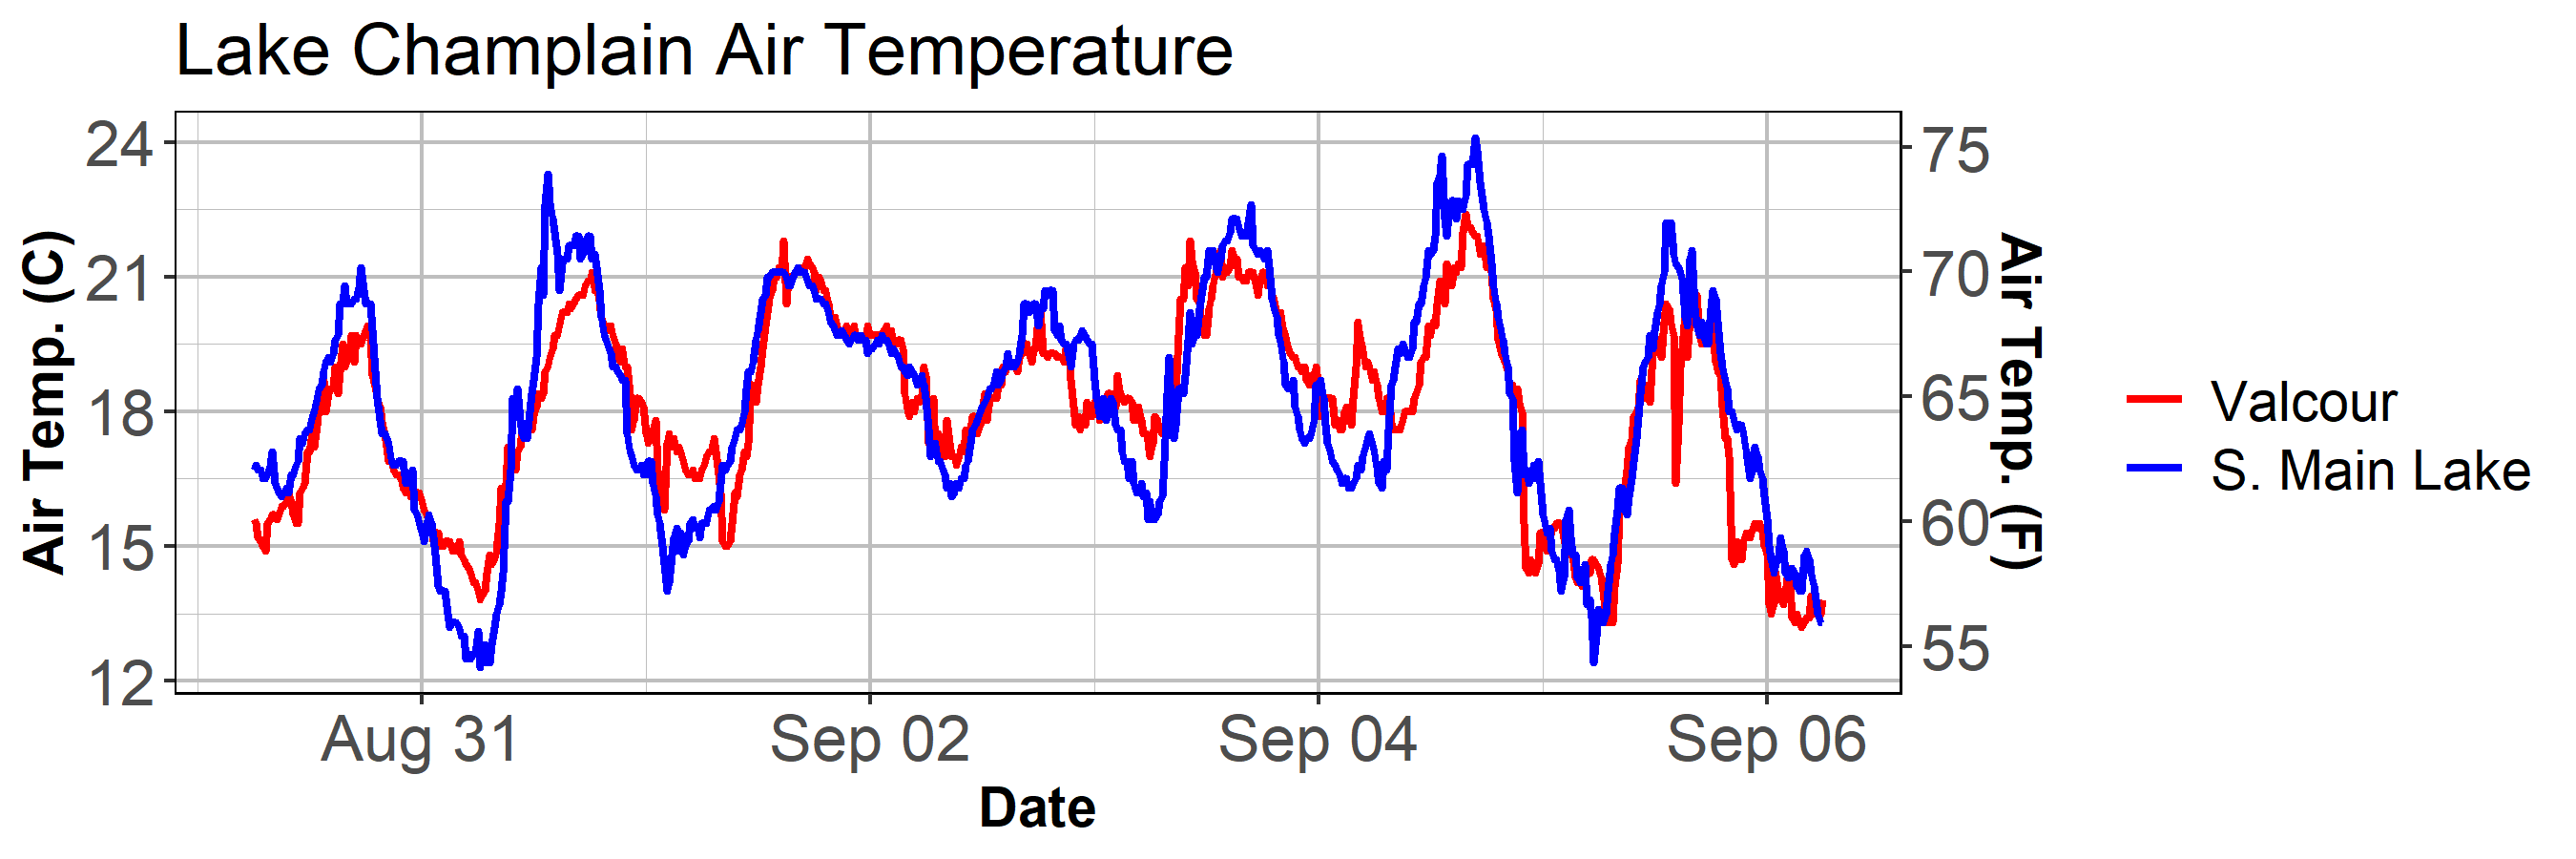 Lake Champlain Air Temperature
24
21
18
15
12
Air Temp. (C)
75
70
65
60
55
Air Temp. (F)
Aug 31
Sep 02
Sep 04
Sep 06
Date
Valcour
S. Main Lake